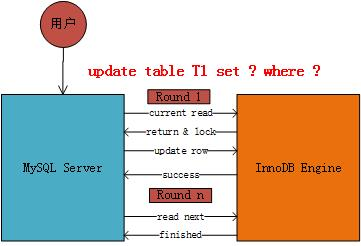 用户
update table T1 set ? where ?
Round 1
current read
return & lock
update row
success
MySQL Server
InnoDB Engine
Round n
read next
finished